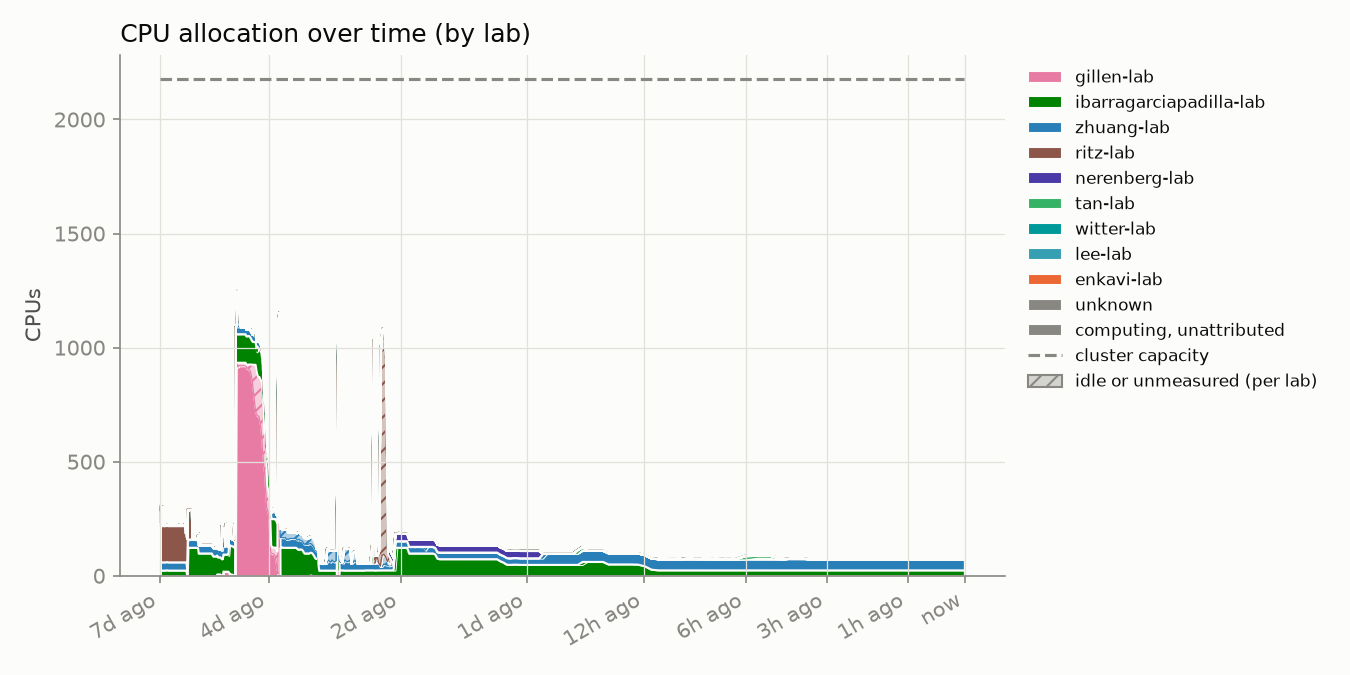 CPU allocation over time (by lab)
CPUs
2000
1500
1000
500
0
7d ago
4d ago
2d ago
1d ago
12h ago
6h ago
3h ago
1h ago
now
gillen-lab
ibarragarciapadilla-lab
zhuang-lab
ritz-lab
nerenberg-lab
tan-lab
witter-lab
lee-lab
enkavi-lab
unknown
computing, unattributed
cluster capacity
idle or unmeasured (per lab)